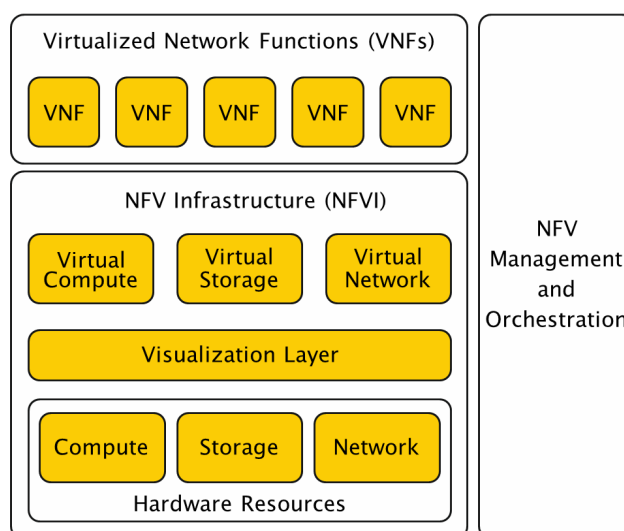 Virtualized Network Functions (VNFs)
VNF VNF VNF VNF VNF
NFV Infrastructure (NFVI)
Virtual
Compute
Virtual
Storage
Virtual
Network
Visualization Layer
Compute Storage Network
Hardware Resources
NFV
Management
and
Orchestration